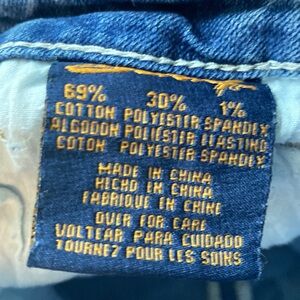 69% 30% 1%
COTTON POLYESTER SPANDEX
ALGODON POLIESTER ELASTINO
COTON POLYESTER SPANDEX
MADE IN CHINA
HECHO EN CHINA
FABRIQUE EN CHINE
OVER FOR CARE
VOLTEAR PARA CUIDADO
TOURNEZ POUR LES SOINS